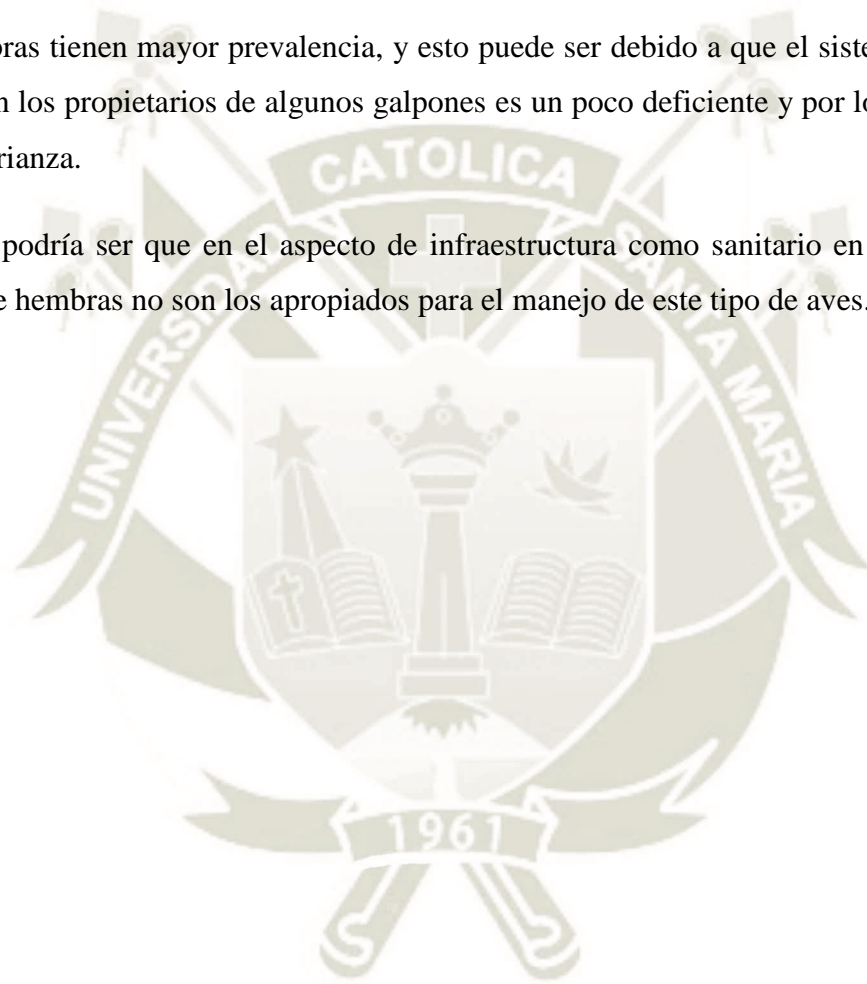 bras tienen mayor prevalencia, y esto puede ser debido a que el siste
n los propietarios de algunos galpones es un poco deficiente y por lo
rianza.
podría ser que en el aspecto de infraestructura como sanitario en
e hembras no son los apropiados para el manejo de este tipo de aves.
UNIVERSIDAD CATOLICA SANTA MARIA
1961